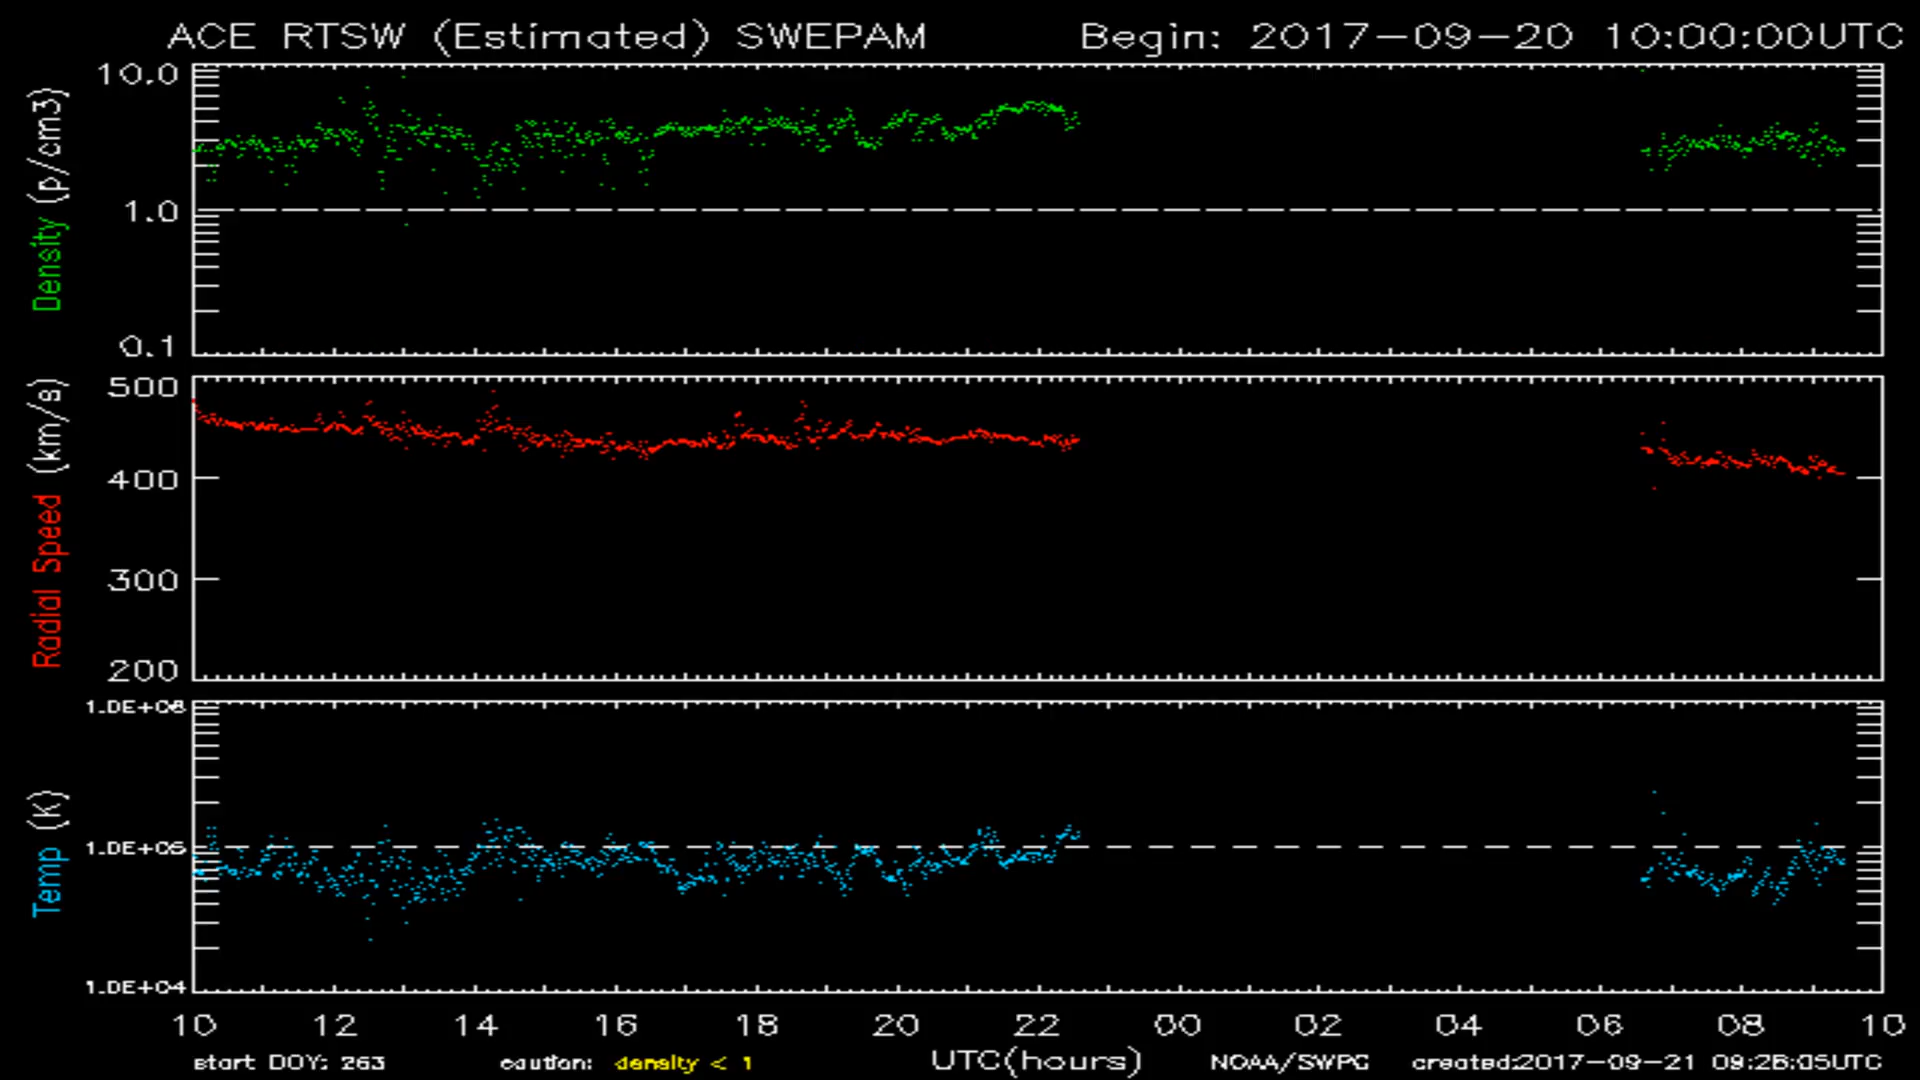 ACE RTSW (Estimated) SWEPAM Begin: 2017-09-20 10:00:00UTC
10.0
1.0
0.1
Density (p/cm3)
500
400
300
200
Radial Speed (km/s)
1.0E+06
1.0E+05
1.0E+04
Temp (K)
10 12 14 16 18 20 22 00 02 04 06 08 10
start DOY: 263 caution: density < 1 UTC(hours) NOAA/SWPC created:2017-09-21 09:26:05UTC